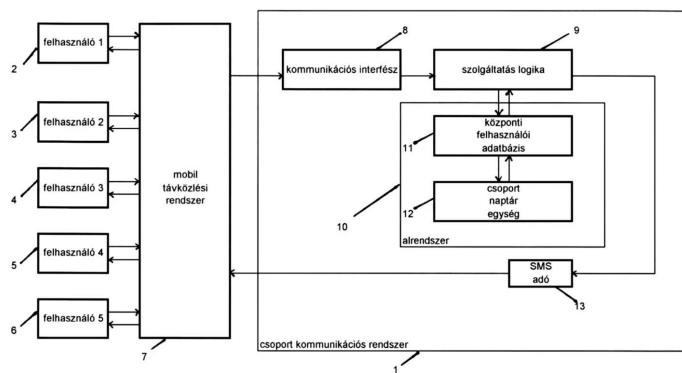 felhasználó 1
2
felhasználó 2
3
felhasználó 3
4
felhasználó 4
5
felhasználó 5
6
mobil
távközlési
rendszer
7
8
kommunikációs interfész
9
szolgáltatás logika
központi
felhasználói
adatbázis
11
csoport
naptár
egység
12
10
alrendszer
SMS
adó
13
csoport kommunikációs rendszer
1